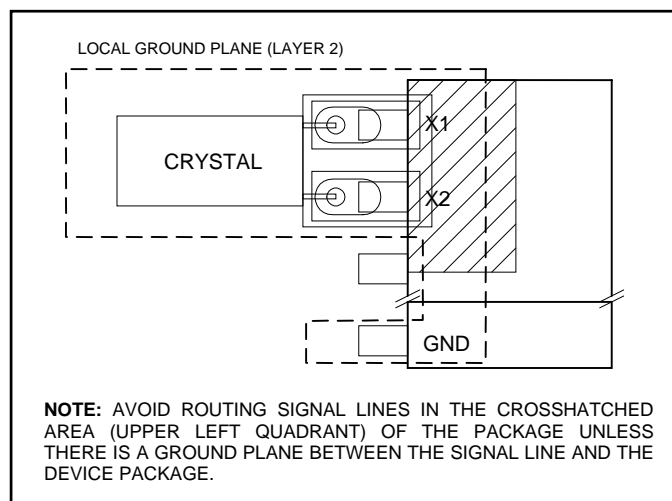 LOCAL GROUND PLANE (LAYER 2)
X1
CRYSTAL
X2
GND
NOTE: AVOID ROUTING SIGNAL LINES IN THE CROSSHATCHED
AREA (UPPER LEFT QUADRANT) OF THE PACKAGE UNLESS
THERE IS A GROUND PLANE BETWEEN THE SIGNAL LINE AND THE
DEVICE PACKAGE.